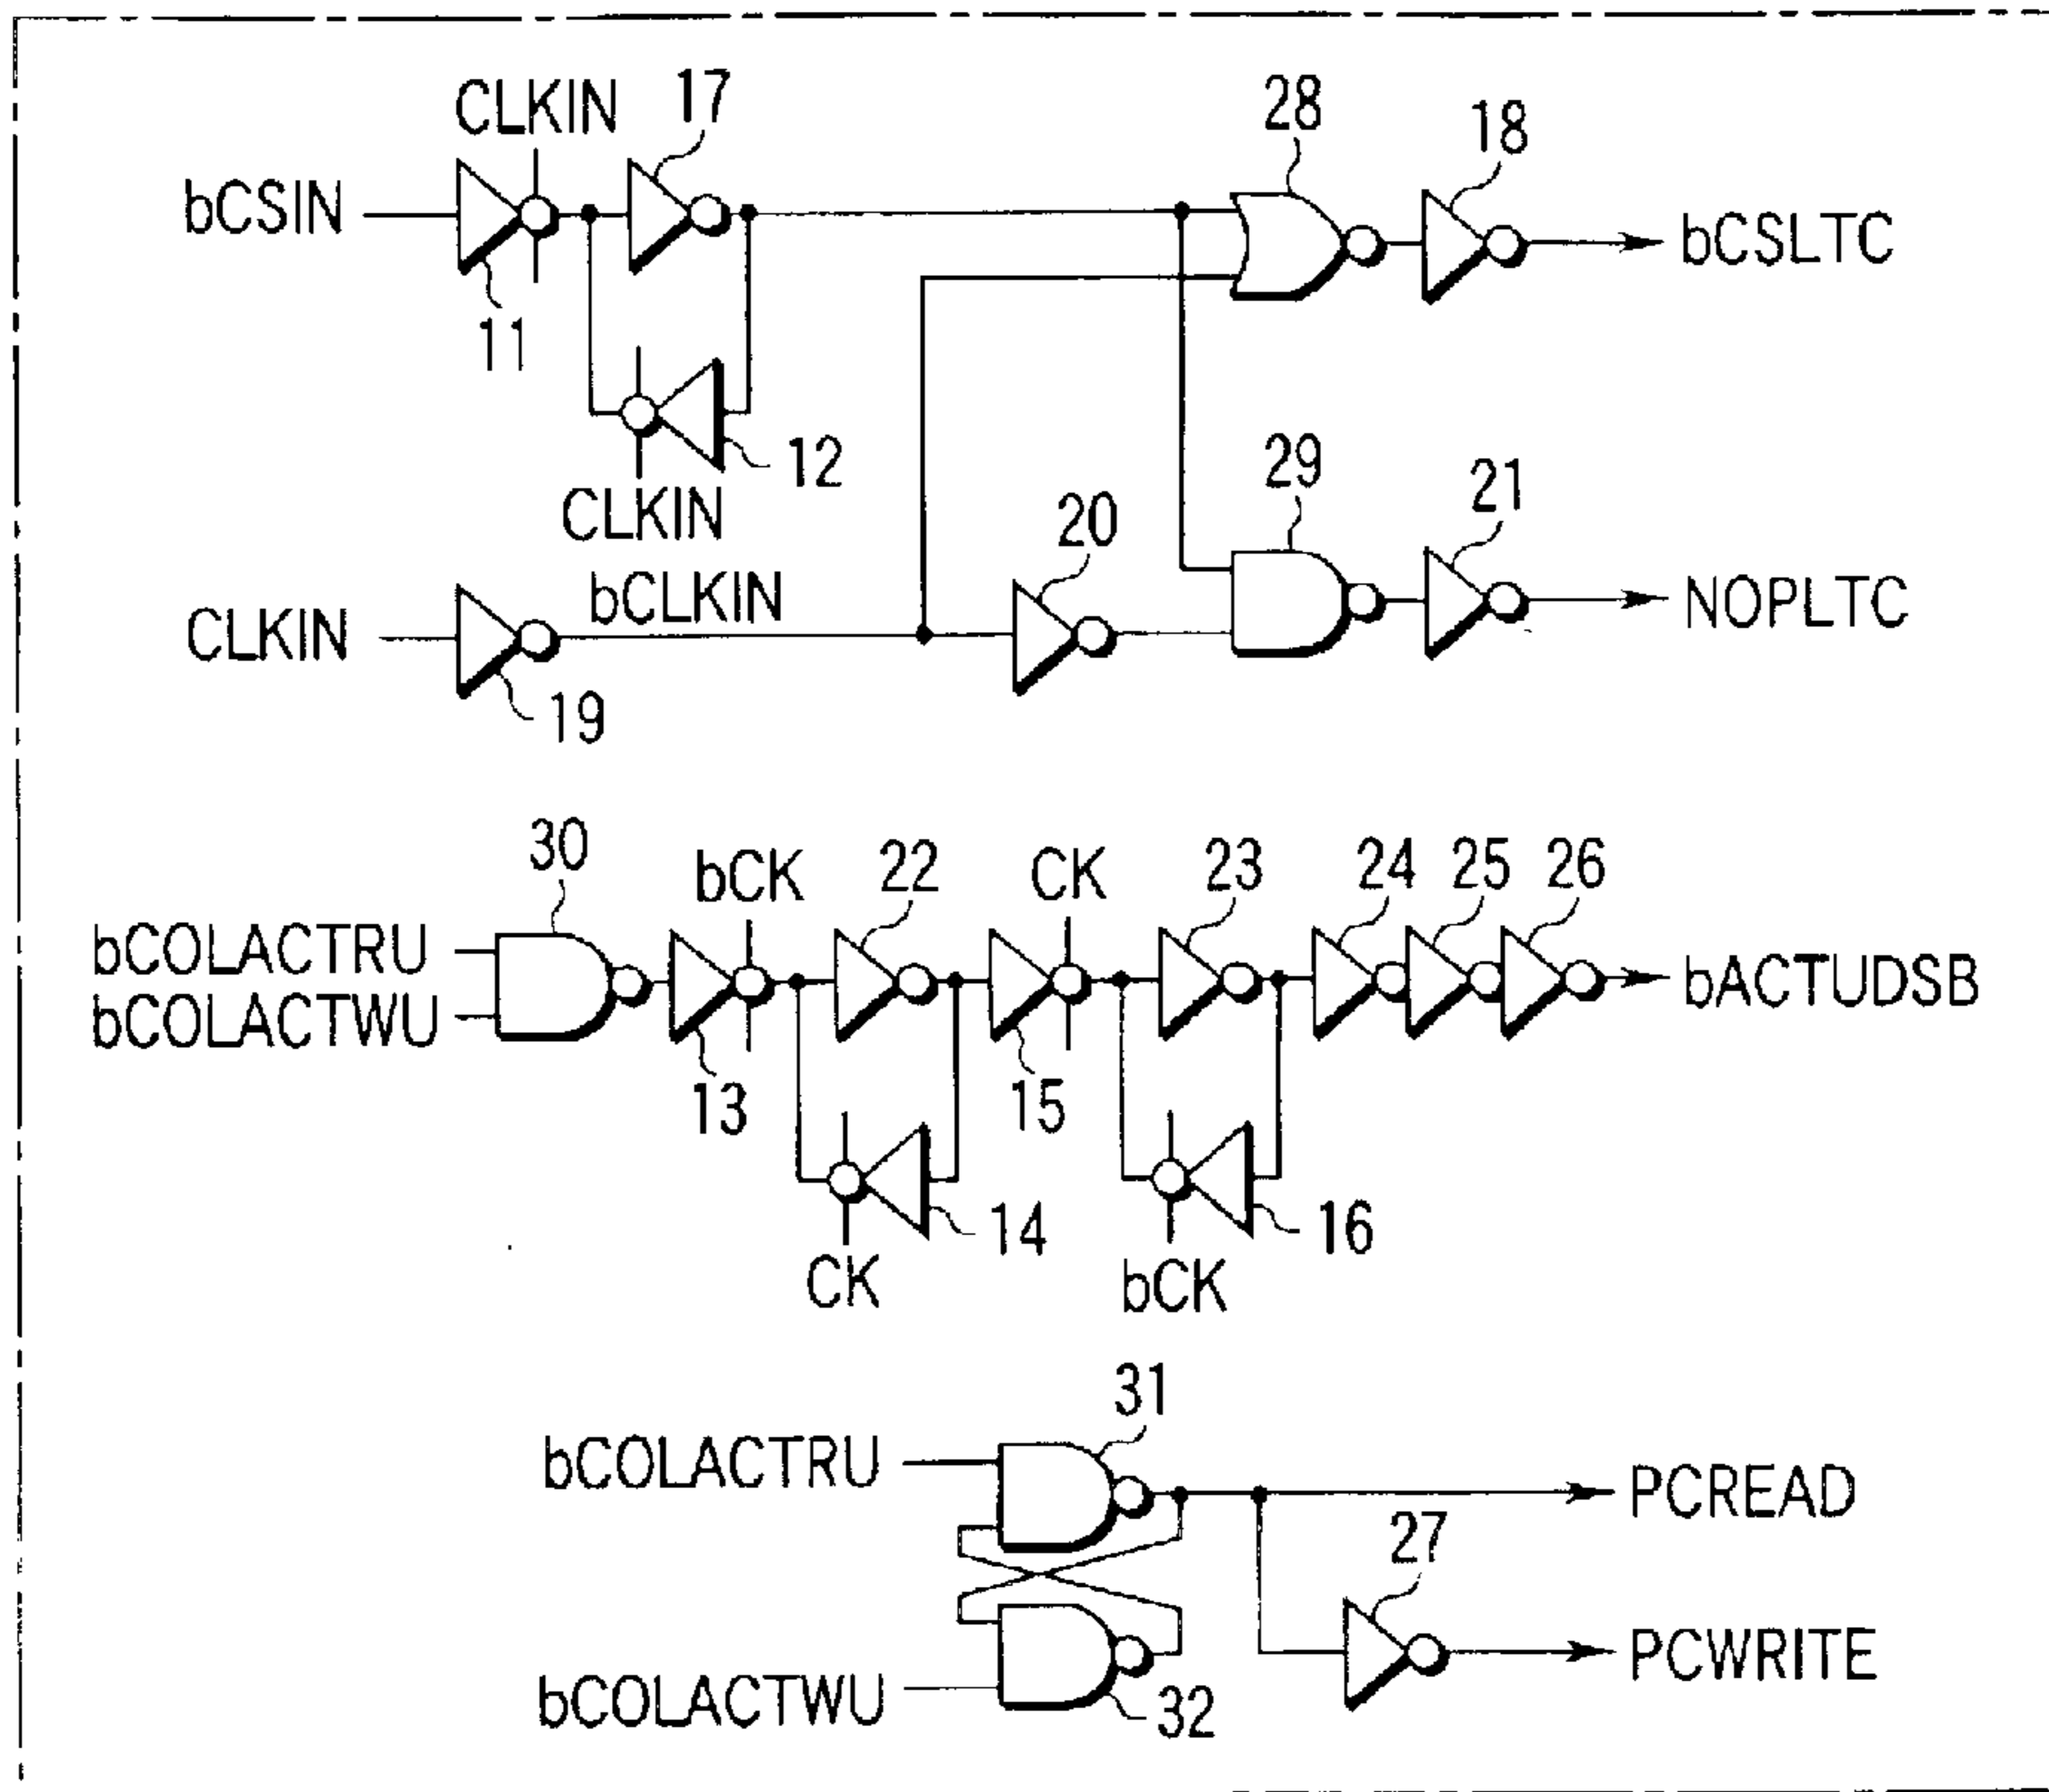 CLKIN 17 28 18
bCSIN bCSLTC
11
12 29 21
CLKIN 20
bCLKIN NOPLTC
CLKIN
19
30 bCK 22 CK 23 24 25 26
bCOLACTRU bACTUDSB
bCOLACTWU
13 15
14 16
CK bCK
31
bCOLACTRU PCREAD
27
PCWRITE
bCOLACTWU 32